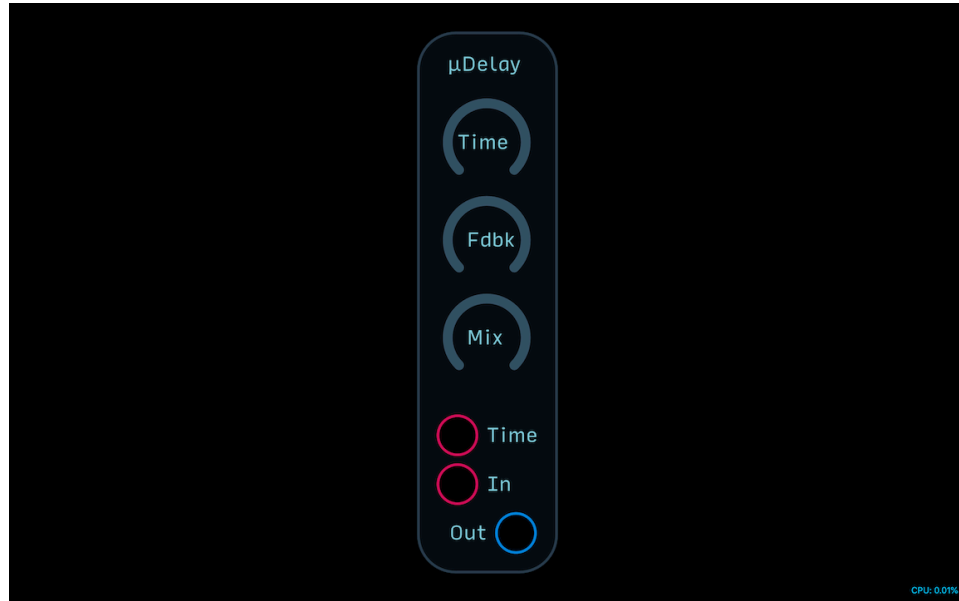 µDelay
Time
Fdbk
Mix
Time
In
Out
CPU: 0.01%